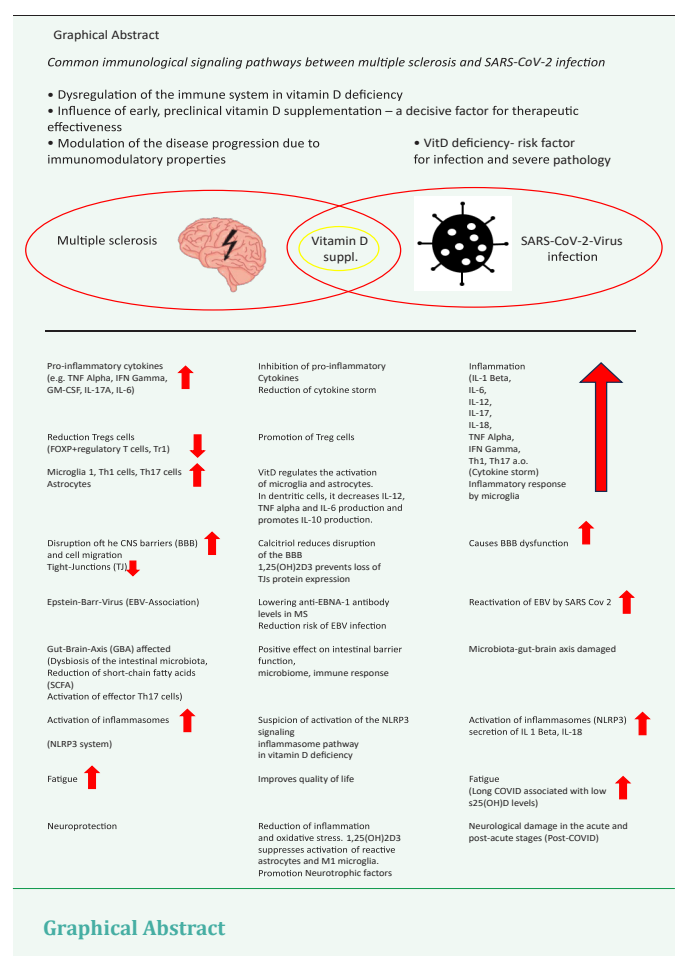 Graphical Abstract
Common immunological signaling pathways between multiple sclerosis and SARS-CoV-2 infection
• Dysregulation of the immune system in vitamin D deficiency
• Influence of early, preclinical vitamin D supplementation – a decisive factor for therapeutic
effectiveness
• Modulation of the disease progression due to
immunomodulatory properties
• VitD deficiency- risk factor
for infection and severe pathology
Multiple sclerosis
Vitamin D
suppl.
SARS-CoV-2-Virus
infection
Pro-inflammatory cytokines
(e.g. TNF Alpha, IFN Gamma,
GM-CSF, IL-17A, IL-6)
Inhibition of pro-inflammatory
Cytokines
Reduction of cytokine storm
Inflammation
(IL-1 Beta,
IL-6,
IL-12,
IL-17,
IL-18,
TNF Alpha,
IFN Gamma,
Th1, Th17 a.o.
(Cytokine storm)
Inflammatory response
by microglia
Reduction Tregs cells
(FOXP+regulatory T cells, Tr1)
Promotion of Treg cells
Microglia 1, Th1 cells, Th17 cells
Astrocytes
VitD regulates the activation
of microglia and astrocytes.
In dentritic cells, it decreases IL-12,
TNF alpha and IL-6 production and
promotes IL-10 production.
Disruption oft he CNS barriers (BBB)
and cell migration
Tight-Junctions (TJ)
Calcitriol reduces disruption
of the BBB
1,25(OH)2D3 prevents loss of
TJs protein expression
Causes BBB dysfunction
Epstein-Barr-Virus (EBV-Association)
Lowering anti-EBNA-1 antibody
levels in MS
Reduction risk of EBV infection
Reactivation of EBV by SARS Cov 2
Gut-Brain-Axis (GBA) affected
(Dysbiosis of the intestinal microbiota,
Reduction of short-chain fatty acids
(SCFA)
Activation of effector Th17 cells)
Positive effect on intestinal barrier
function,
microbiome, immune response
Microbiota-gut-brain axis damaged
Activation of inflammasomes
(NLRP3 system)
Suspicion of activation of the NLRP3
signaling
inflammasome pathway
in vitamin D deficiency
Activation of inflammasomes (NLRP3)
secretion of IL 1 Beta, IL-18
Fatigue
Improves quality of life
Fatigue
(Long COVID associated with low
s25(OH)D levels)
Neuroprotection
Reduction of inflammation
and oxidative stress. 1,25(OH)2D3
suppresses activation of reactive
astrocytes and M1 microglia.
Promotion Neurotrophic factors
Neurological damage in the acute and
post-acute stages (Post-COVID)
Graphical Abstract